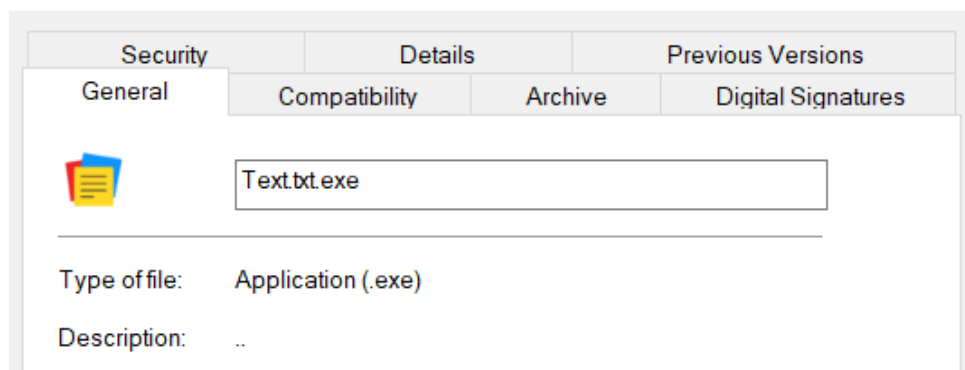 Security Details Previous Versions
General Compatibility Archive Digital Signatures
Text.txt.exe
Type of file: Application (.exe)
Description: ..